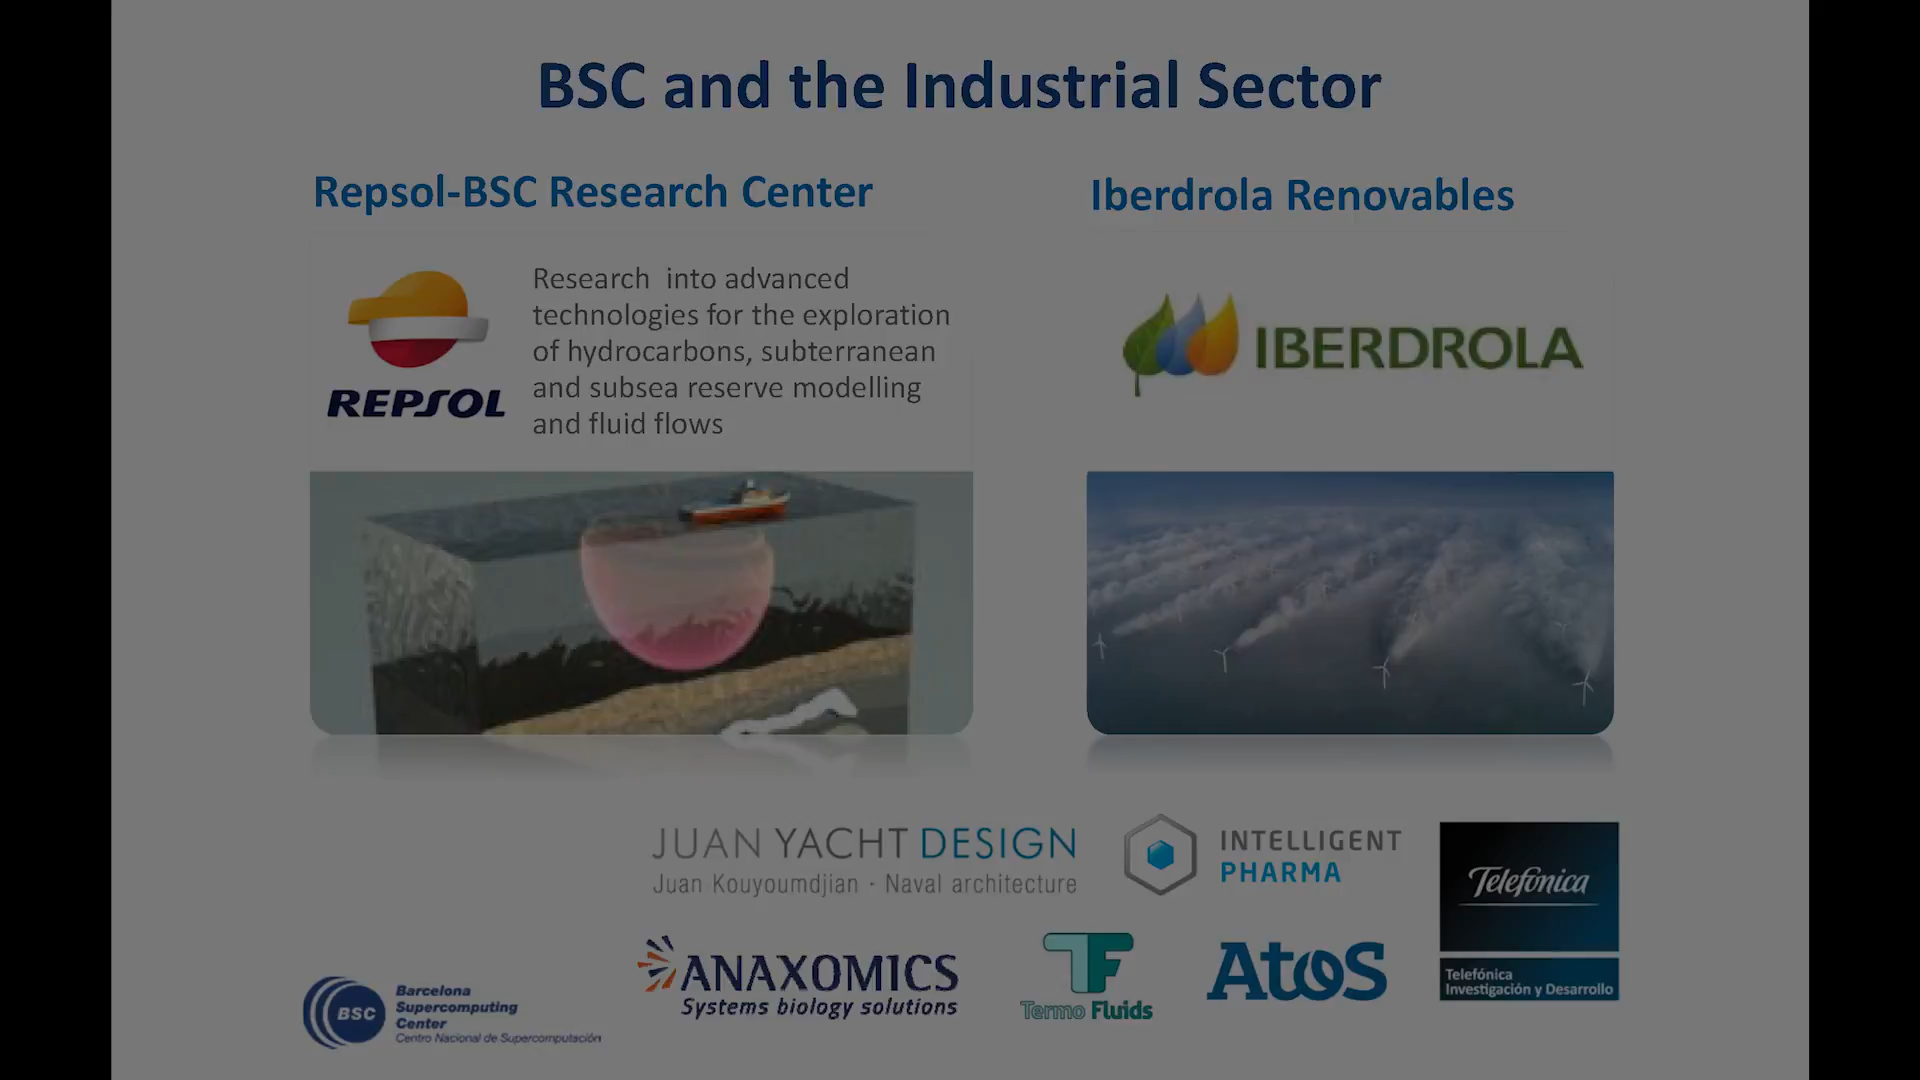 BSC and the Industrial Sector
Repsol-BSC Research Center
REPSOL
Research into advanced
technologies for the exploration
of hydrocarbons, subterranean
and subsea reserve modelling
and fluid flows
Iberdrola Renovables
IBERDROLA
JUAN YACHT DESIGN
Juan Kouyoumdjian · Naval architecture
INTELLIGENT
PHARMA
Telefónica
Telefónica
Investigación y Desarrollo
ANAXOMICS
Systems biology solutions
TF
Termo Fluids
Atos
BSC
Barcelona
Supercomputing
Center
Centro Nacional de Supercomputación